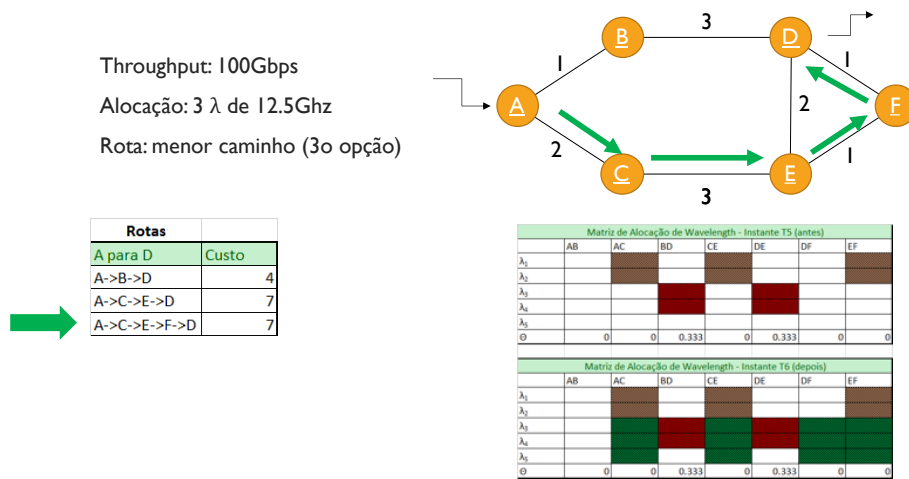 Throughput: 100Gbps
Alocação: 3 λ de 12.5Ghz
Rota: menor caminho (3o opção)
A
B
C
D
E
F
1
3
2
3
2
1
1
Rotas
A para D Custo
A->B->D 4
A->C->E->D 7
A->C->E->F->D 7
Matriz de Alocação de Wavelength - Instante T5 (antes)
AB AC BD CE DE DF EF
λ₁
λ₂
λ₃
λ₄
λ₅
Θ 0 0 0.333 0 0.333 0 0
Matriz de Alocação de Wavelength - Instante T6 (depois)
AB AC BD CE DE DF EF
λ₁
λ₂
λ₃
λ₄
λ₅
Θ 0 0 0.333 0 0.333 0 0